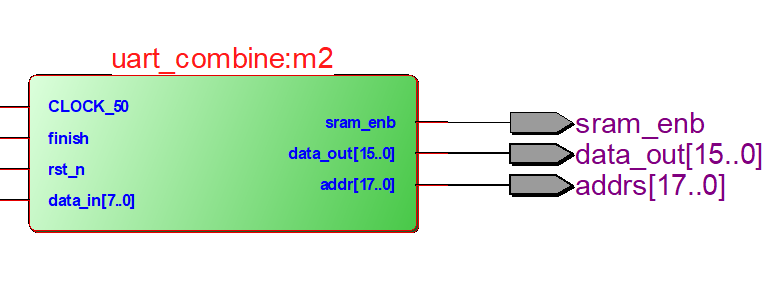 uart_combine:m2
CLOCK_50
finish
rst_n
data_in[7..0]
sram_enb
data_out[15..0]
addr[17..0]
sram_enb
data_out[15..0]
addrs[17..0]